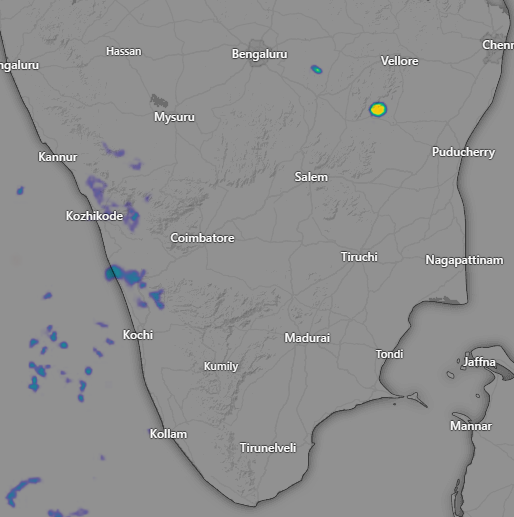 Hassan
Bengaluru
Chenn
ngaluru
Vellore
Mysuru
Kannur
Puducherry
Salem
Kozhikode
Coimbatore
Tiruchi
Nagapattinam
Kochi
Madurai
Tondi
Jaffna
Kumily
Mannar
Kollam
Tirunelveli